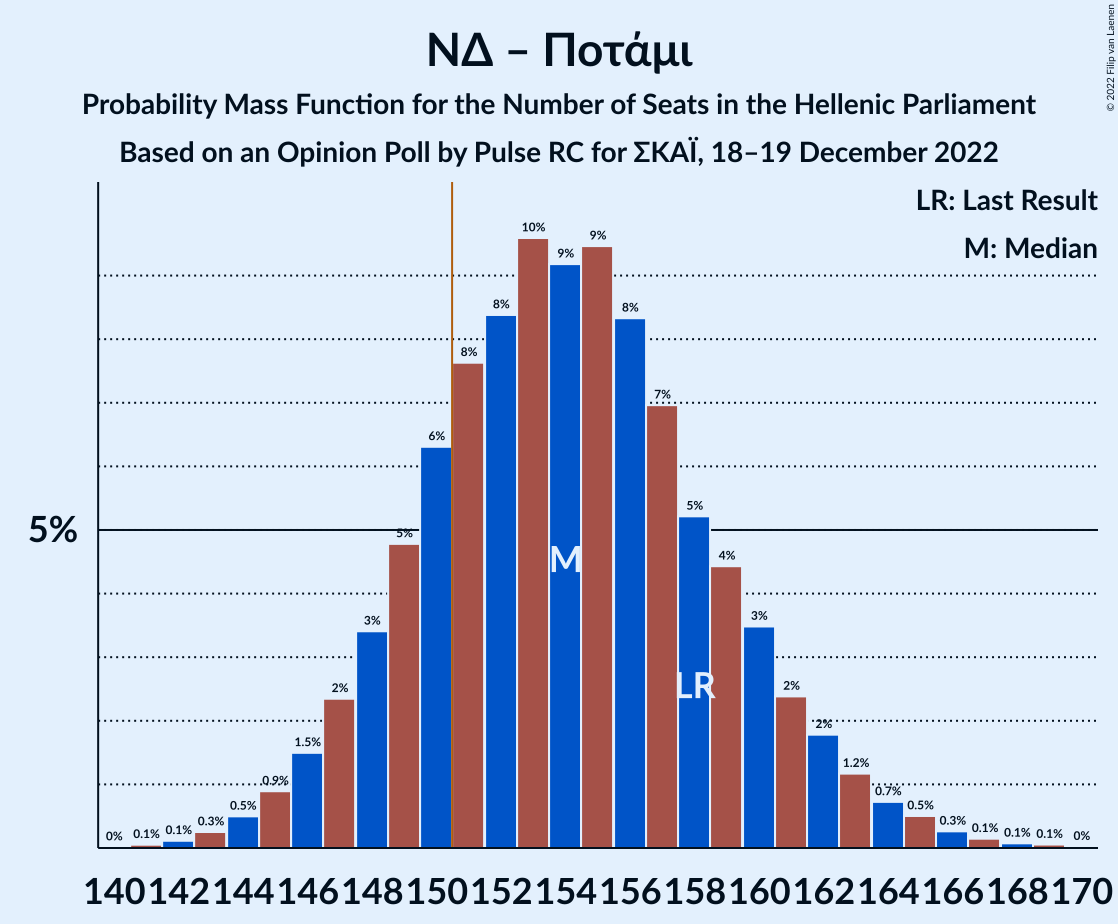 © 2022 Filip van Laenen
ΝΔ – Ποτάμι
Probability Mass Function for the Number of Seats in the Hellenic Parliament
Based on an Opinion Poll by Pulse RC for ΣΚΑΪ, 18–19 December 2022
LR: Last Result
M: Median
5%
0% 0.1% 0.1% 0.3% 0.5% 0.9% 1.5% 2% 3% 5% 6% 8% 8% 10% 9% 9% 8% 7% 5% 4% 3% 2% 2% 1.2% 0.7% 0.5% 0.3% 0.1% 0.1% 0.1% 0%
M
LR
140 142 144 146 148 150 152 154 156 158 160 162 164 166 168 170